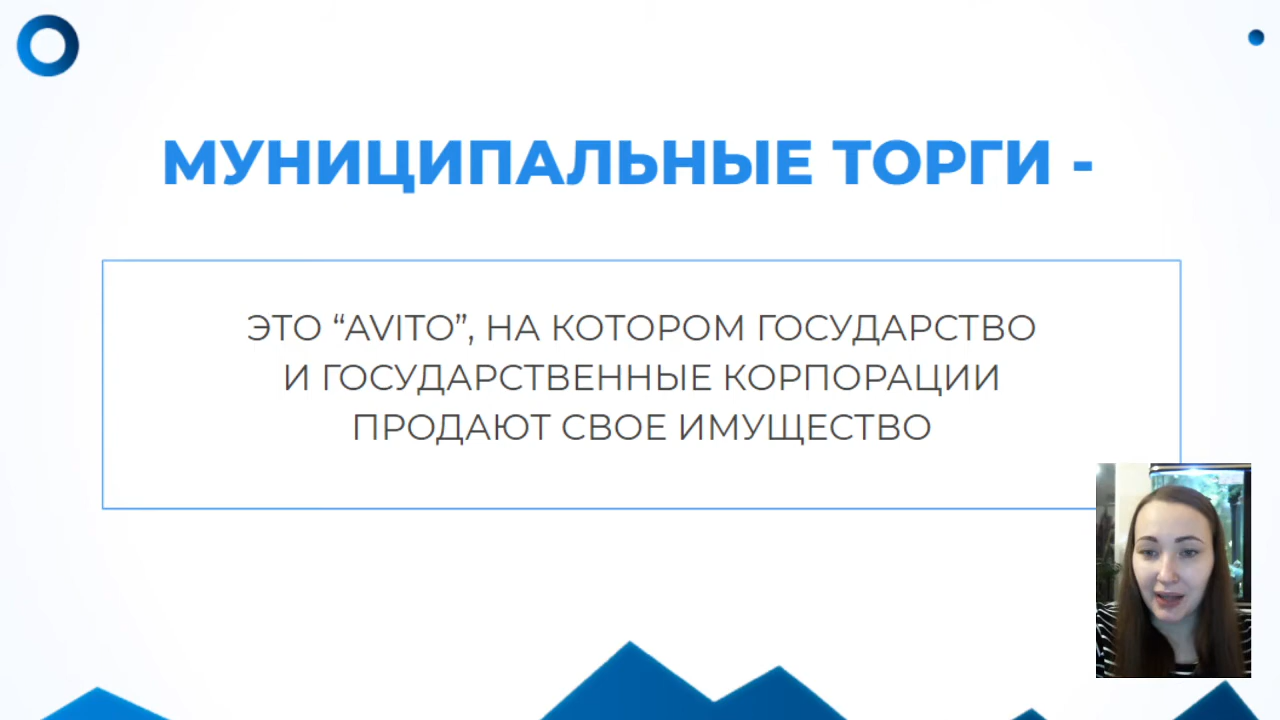 МУНИЦИПАЛЬНЫЕ ТОРГИ -
ЭТО “AVITO”, НА КОТОРОМ ГОСУДАРСТВО
И ГОСУДАРСТВЕННЫЕ КОРПОРАЦИИ
ПРОДАЮТ СВОЕ ИМУЩЕСТВО